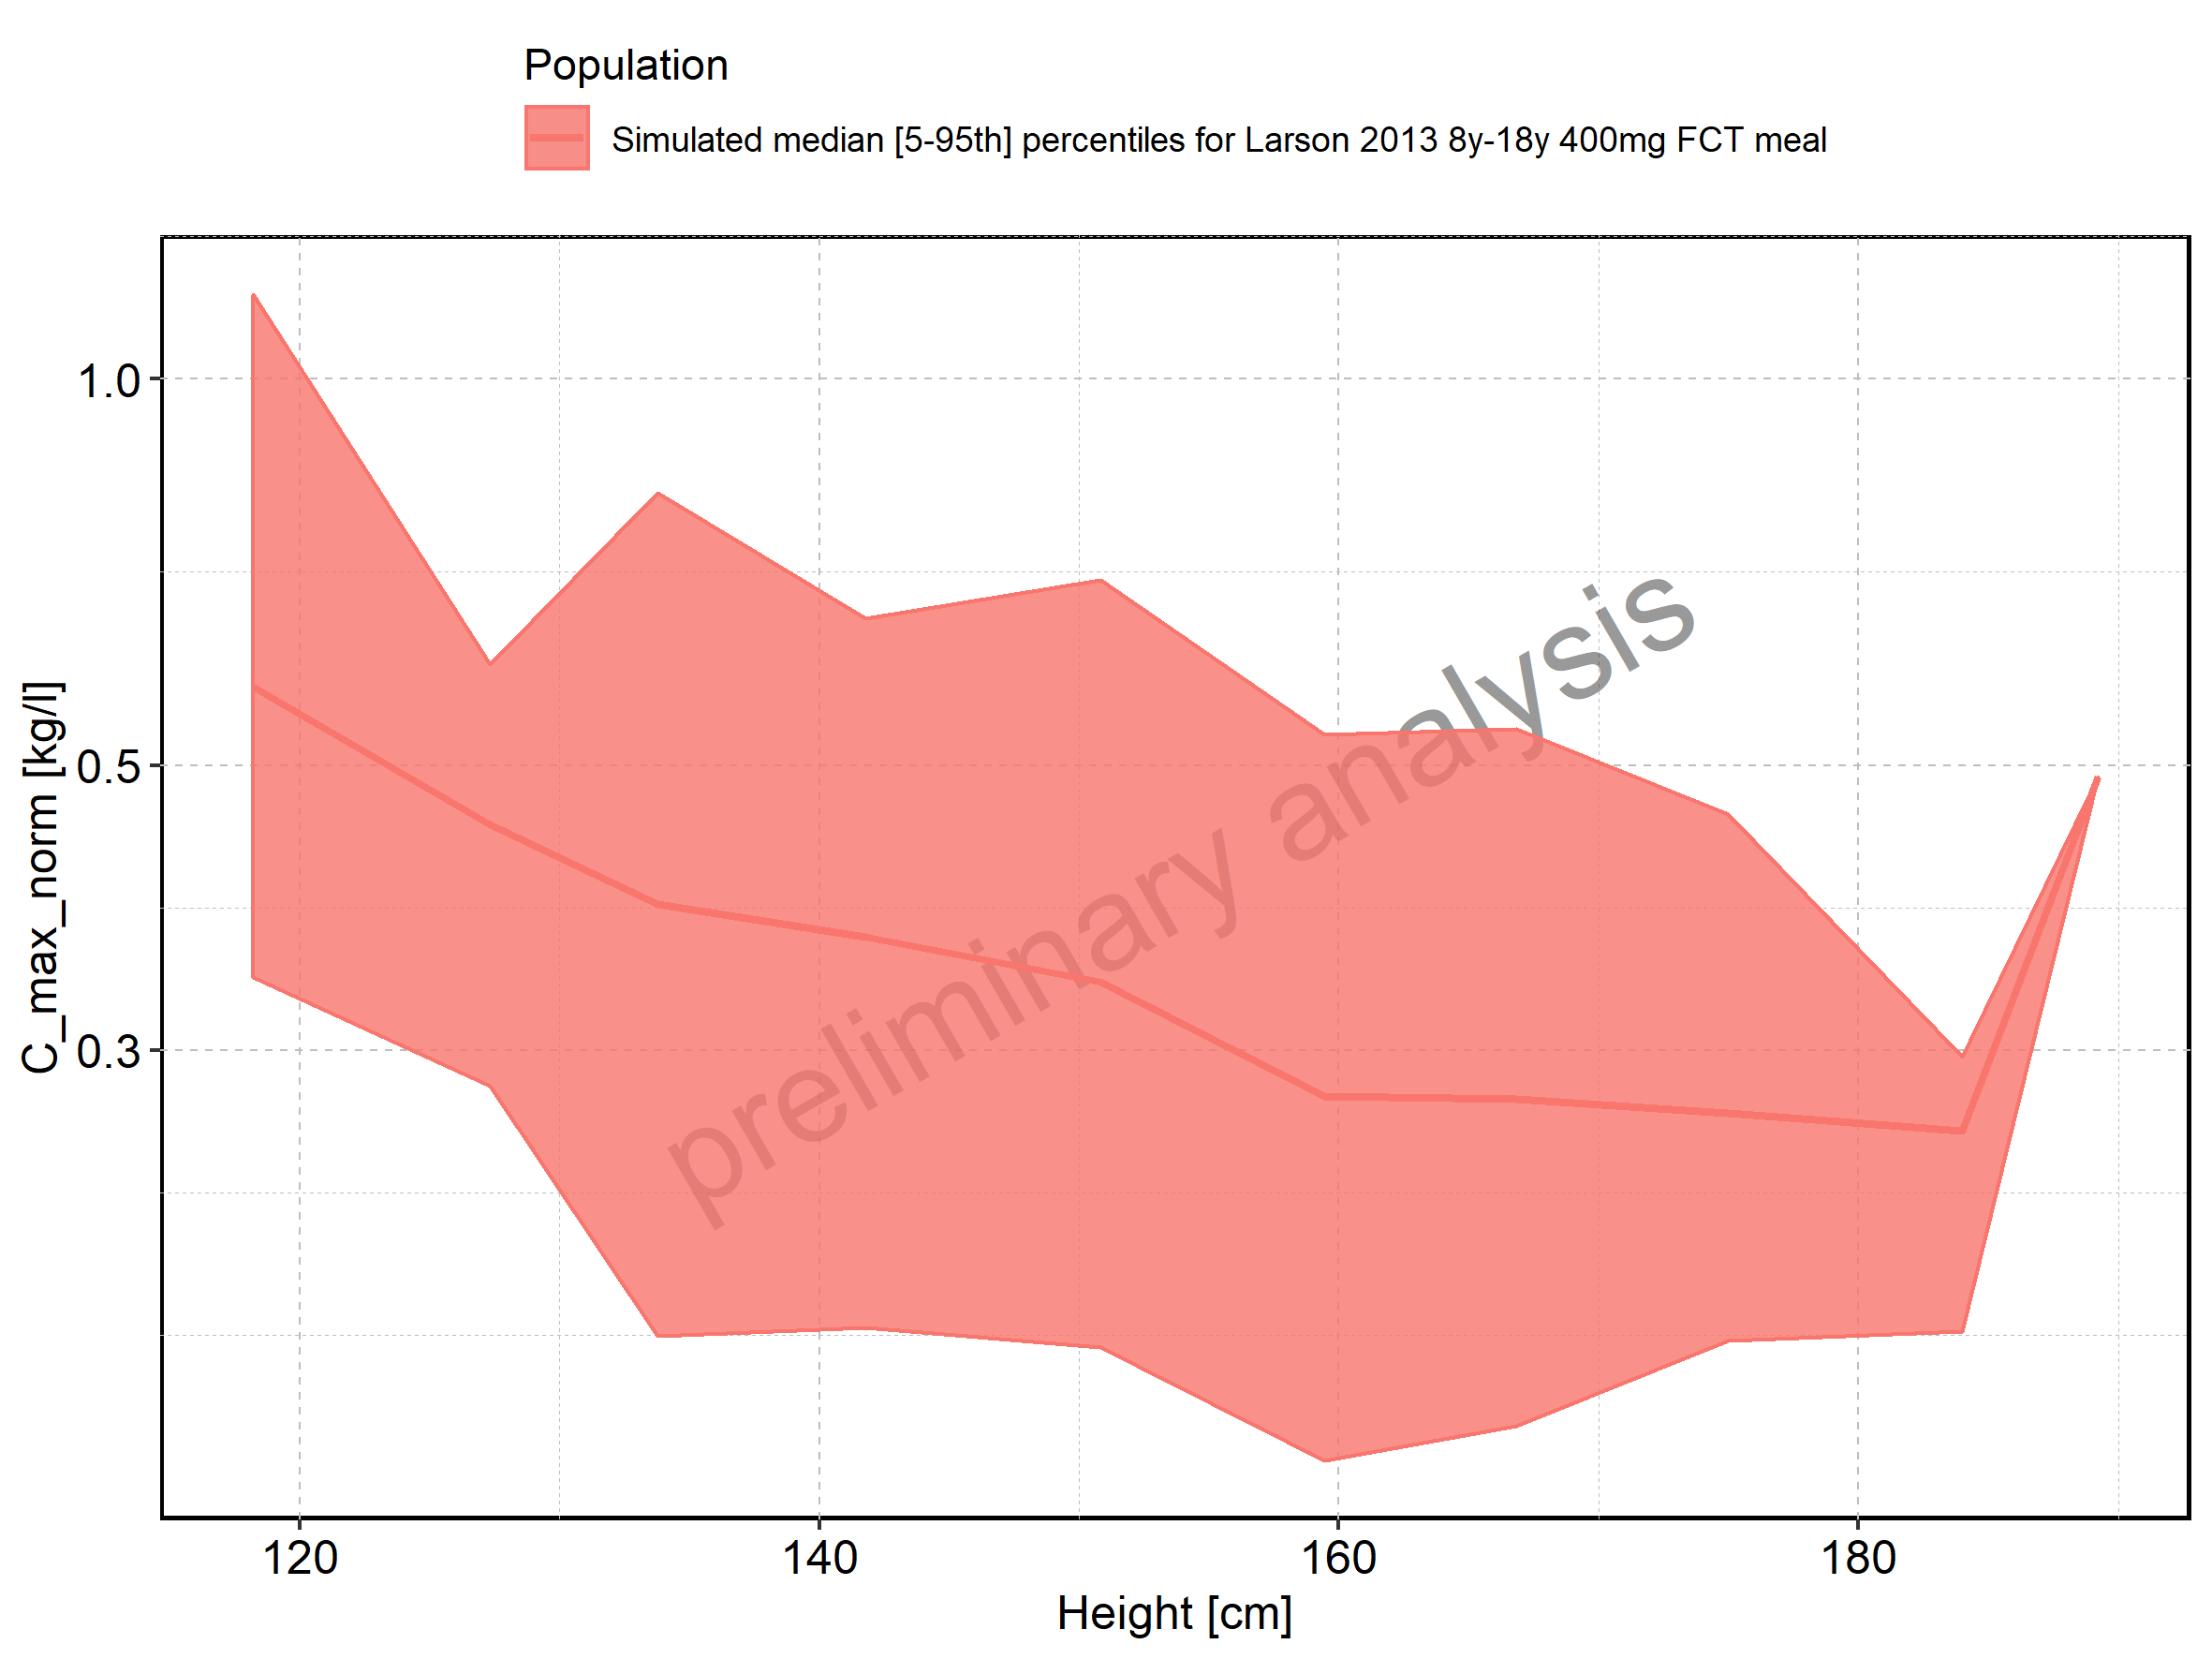 Population
Simulated median [5-95th] percentiles for Larson 2013 8y-18y 400mg FCT meal
1.0
0.5
0.3
C_max_norm [kg/l]
preliminary analysis
120
140
160
180
Height [cm]